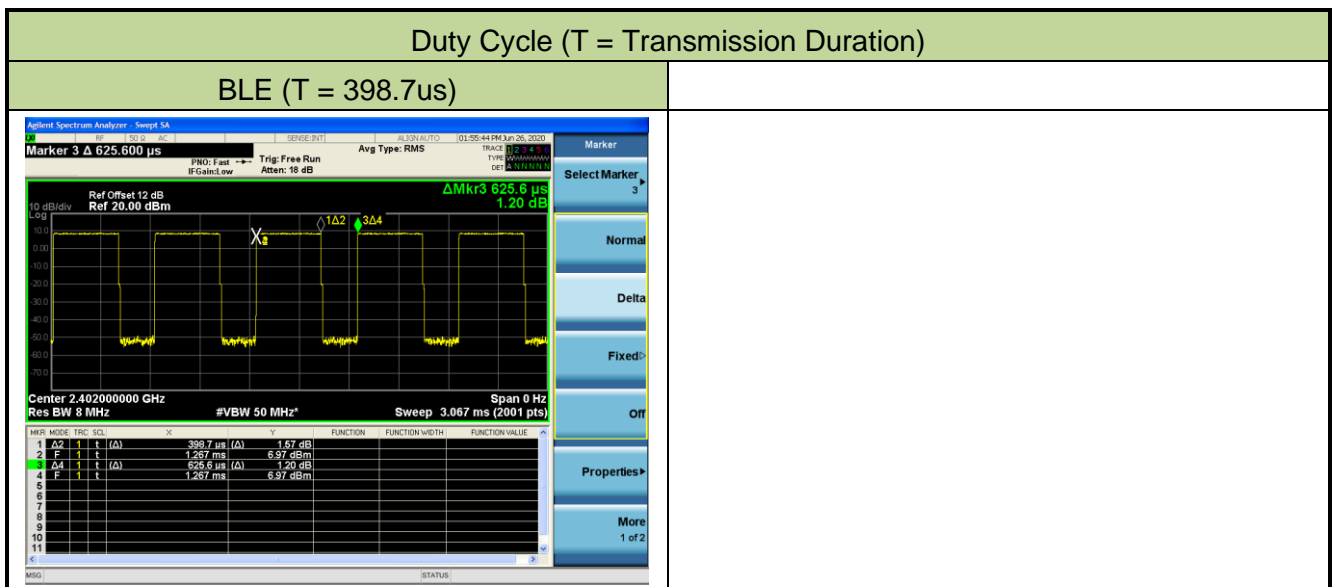 Duty Cycle (T = Transmission Duration)
BLE (T = 398.7us)
Agilent Spectrum Analyzer - Swept SA
RF 50 Ω AC SENSE:INT ALIGN AUTO 01:55:44 PM Jun 26, 2020
Marker 3 Δ 625.600 µs
PNO: Fast
IFGain:Low
Trig: Free Run
Atten: 18 dB
Avg Type: RMS
TRACE 1 2 3 4 5 6
TYPE
DET A N N N N N
Marker
Select Marker
3
Normal
Delta
Fixed
Off
Properties
More
1 of 2
ΔMkr3 625.6 µs
1.20 dB
Ref Offset 12 dB
10 dB/div Ref 20.00 dBm
Log
10.0
0.00
-10.0
-20.0
-30.0
-40.0
-50.0
-60.0
-70.0
1Δ2
3Δ4
Center 2.402000000 GHz Span 0 Hz
Res BW 8 MHz #VBW 50 MHz* Sweep 3.067 ms (2001 pts)
MKR MODE TRC SCL X Y FUNCTION FUNCTION WIDTH FUNCTION VALUE
1 Δ2 1 t (Δ) 398.7 µs (Δ) 1.57 dB
2 F 1 t 1.267 ms 6.97 dBm
3 Δ4 1 t (Δ) 625.6 µs (Δ) 1.20 dB
4 F 1 t 1.267 ms 6.97 dBm
5
6
7
8
9
10
11
MSG STATUS